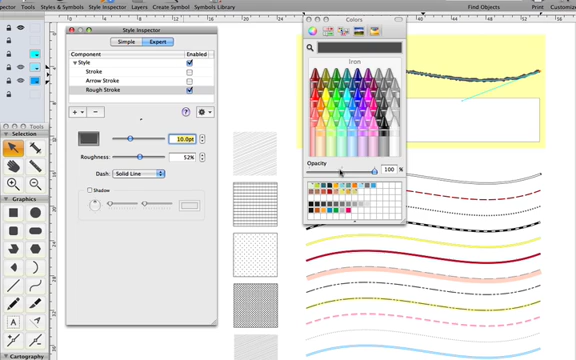 Tools
Styles & Symbols
Style Inspector
Layers
Create Symbol
Symbols Library
Find Objects
Print
Customize
Style Inspector
Simple
Expert
Component
Enabled
Style
Stroke
Arrow Stroke
Rough Stroke
10.0pt
Roughness:
52%
Dash:
Solid Line
Shadow
Tools
Selection
Graphics
Cartography
Colors
Iron
Opacity
100 %